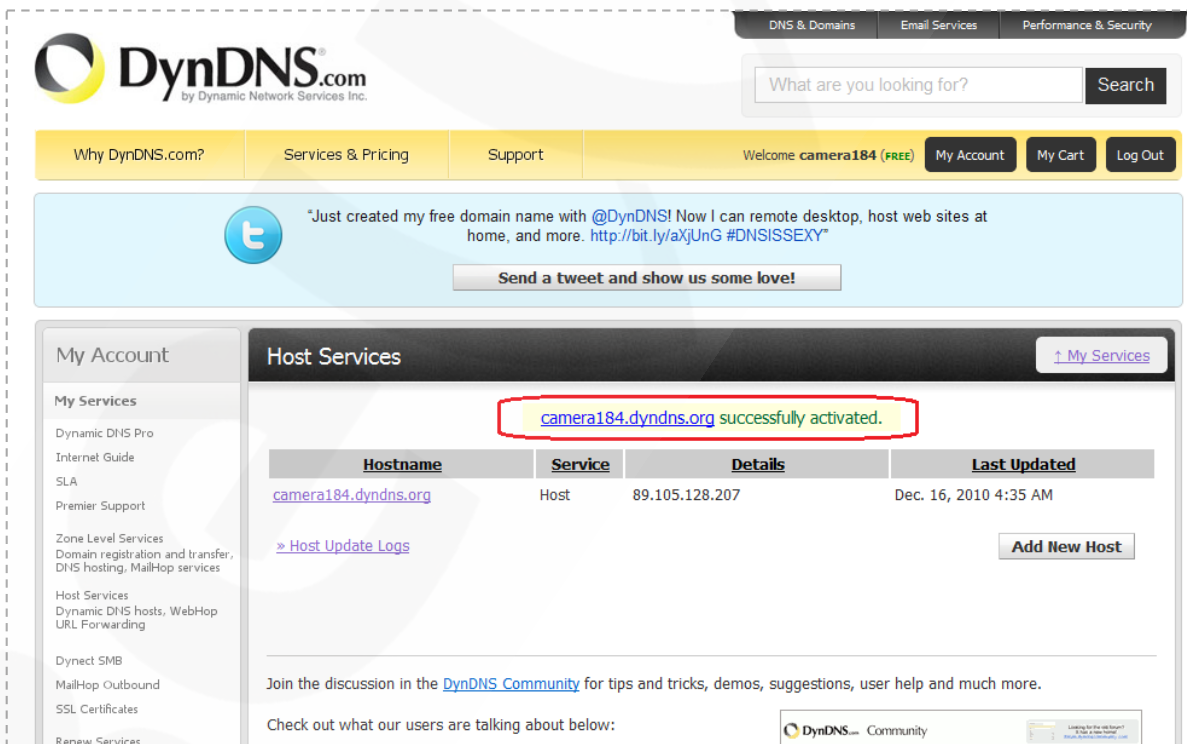 DNS & Domains Email Services Performance & Security
DynDNS.com
by Dynamic Network Services Inc.
What are you looking for? Search
Why DynDNS.com? Services & Pricing Support Welcome camera184 (FREE) My Account My Cart Log Out
"Just created my free domain name with @DynDNS! Now I can remote desktop, host web sites at
home, and more. http://bit.ly/aXjUnG #DNSISSEXY"
Send a tweet and show us some love!
My Account
My Services
Dynamic DNS Pro
Internet Guide
SLA
Premier Support
Zone Level Services
Domain registration and transfer,
DNS hosting, MailHop services
Host Services
Dynamic DNS hosts, WebHop
URL Forwarding
Dynect SMB
MailHop Outbound
SSL Certificates
Renew Services
Host Services ↑ My Services
camera184.dyndns.org successfully activated.
Hostname Service Details Last Updated
camera184.dyndns.org Host 89.105.128.207 Dec. 16, 2010 4:35 AM
» Host Update Logs Add New Host
Join the discussion in the DynDNS Community for tips and tricks, demos, suggestions, user help and much more.
Check out what our users are talking about below:
DynDNS.com Community
Looking for the old forum?